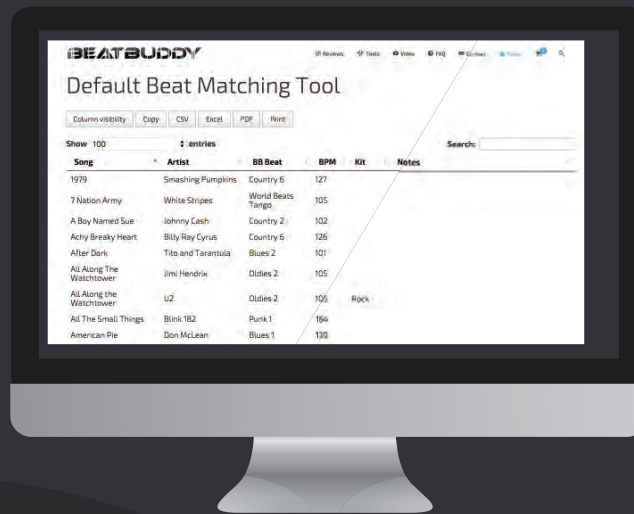 BEATBUDDY
Reviews Tools Video FAQ Contact
Default Beat Matching Tool
Column visibility Copy CSV Excel PDF Print
Show 100 entries Search:
Song Artist BB Beat BPM Kit Notes
1979 Smashing Pumpkins Country 6 127
7 Nation Army White Stripes World Beats Tango 105
A Boy Named Sue Johnny Cash Country 2 102
Achy Breaky Heart Billy Ray Cyrus Country 6 126
After Dark Tito and Tarantula Blues 2 101
All Along The Watchtower Jimi Hendrix Oldies 2 105
All Along the Watchtower U2 Oldies 2 105 Rock
All The Small Things Blink 182 Punk 1 164
American Pie Don McLean Blues 1